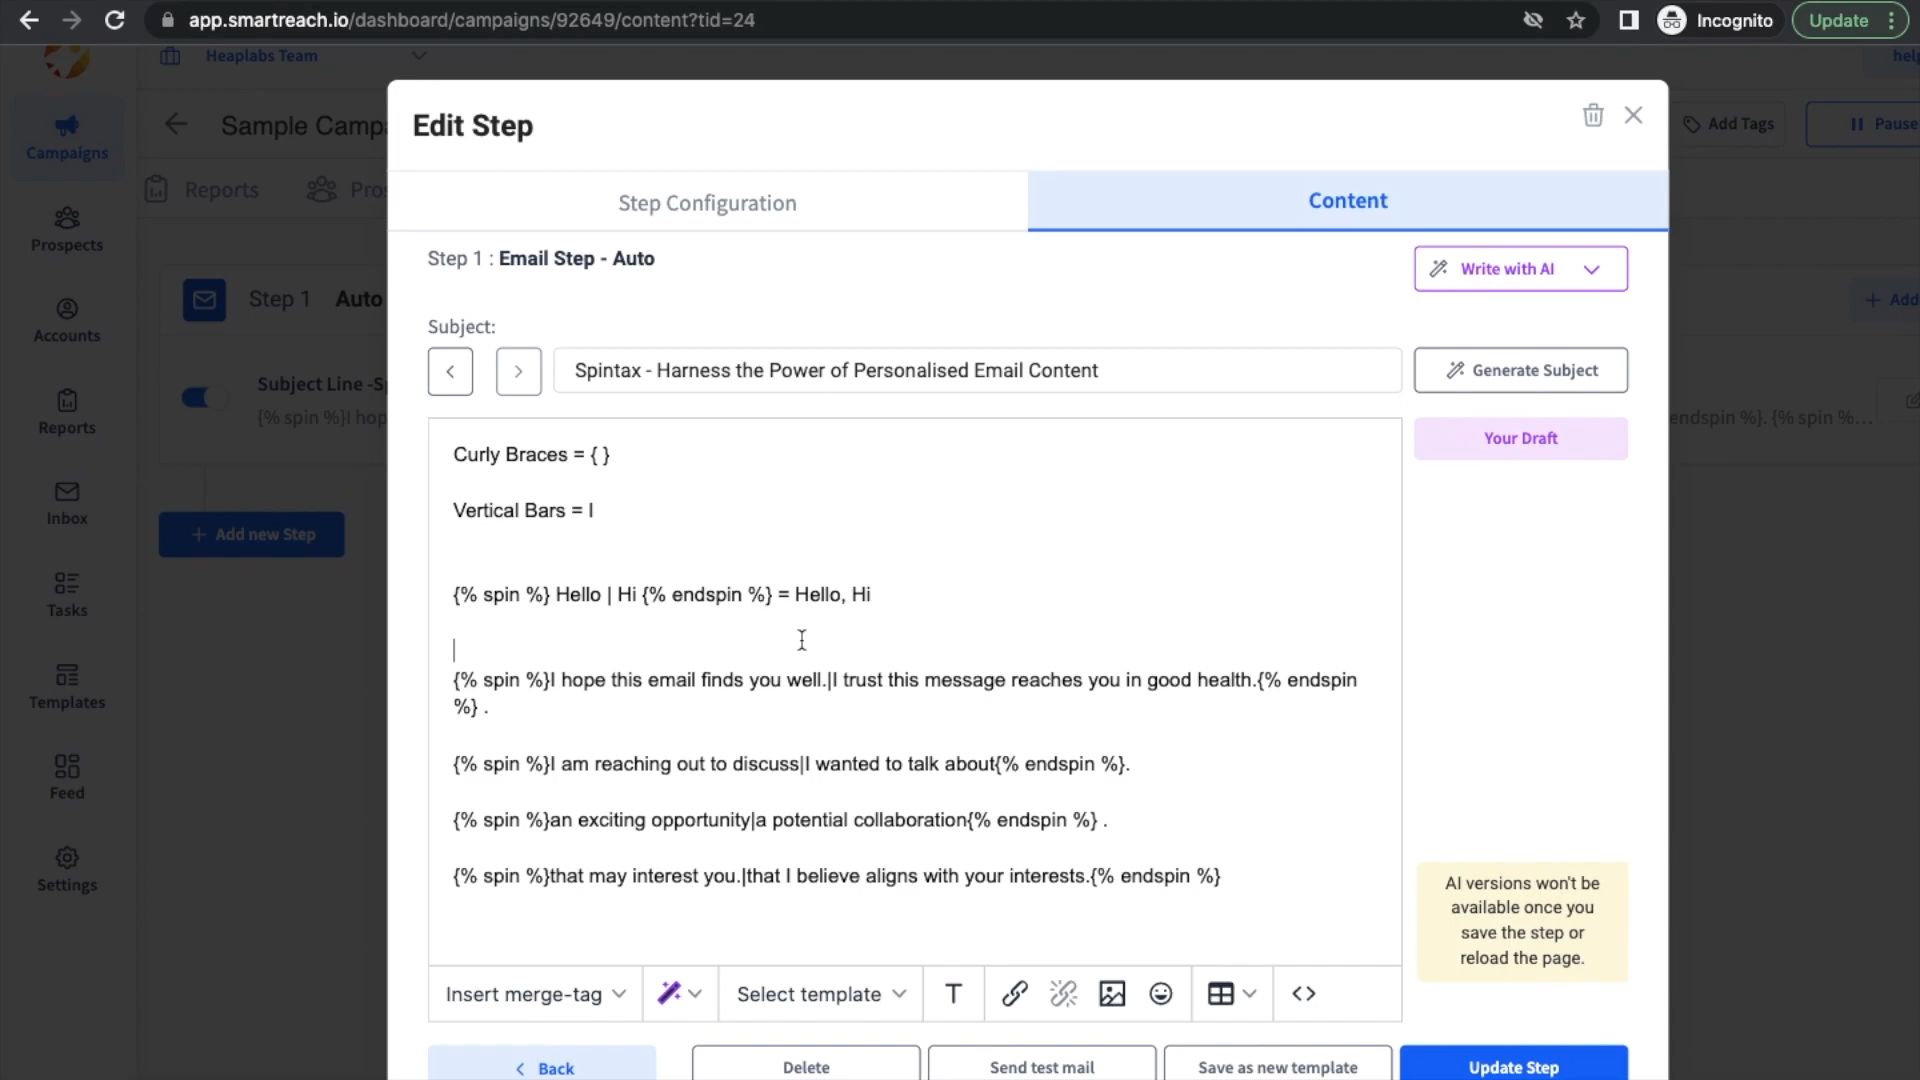 app.smartreach.io/dashboard/campaigns/92649/content?tid=24
Incognito
Update
Heaplabs Team
help
Campaigns
Sample Campa
Edit Step
Add Tags
Pause
Reports
Pros
Step Configuration
Content
Prospects
Step 1 : Email Step - Auto
Write with AI
Step 1 Auto
Add
Accounts
Subject:
Spintax - Harness the Power of Personalised Email Content
Generate Subject
Subject Line -Sp
{% spin %}I hop
endspin %}. {% spin %...
Reports
Your Draft
Curly Braces = { }
Vertical Bars = I
Inbox
Add new Step
{% spin %} Hello | Hi {% endspin %} = Hello, Hi
Tasks
{% spin %}I hope this email finds you well.|I trust this message reaches you in good health.{% endspin
%} .
Templates
{% spin %}I am reaching out to discuss|I wanted to talk about{% endspin %}.
Feed
{% spin %}an exciting opportunity|a potential collaboration{% endspin %} .
{% spin %}that may interest you.|that I believe aligns with your interests.{% endspin %}
Settings
AI versions won't be
available once you
save the step or
reload the page.
Insert merge-tag
Select template
Back
Delete
Send test mail
Save as new template
Update Step